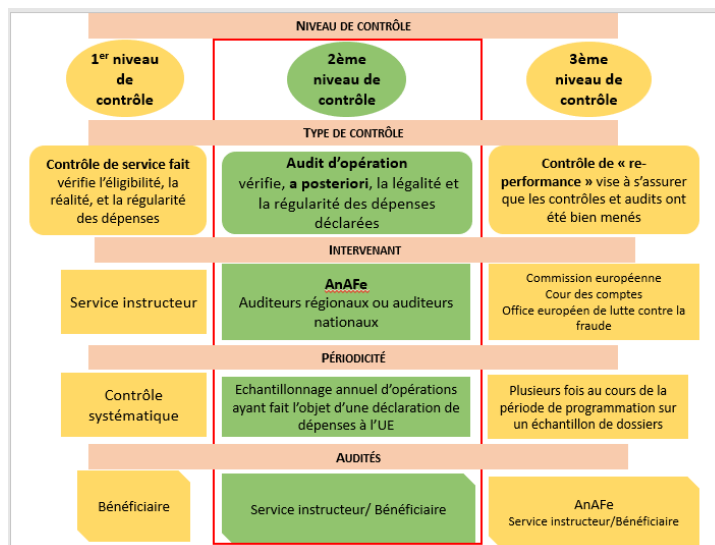 NIVEAU DE CONTRÔLE
1er niveau
de
contrôle
2ème
niveau de
contrôle
3ème
niveau de
contrôle
TYPE DE CONTRÔLE
Contrôle de service fait
vérifie l'éligibilité, la
réalité, et la régularité
des dépenses
Audit d'opération
vérifie, a posteriori, la légalité et
la régularité des dépenses
déclarées
Contrôle de « re-
performance » vise à s'assurer
que les contrôles et audits ont
été bien menés
INTERVENANT
Service instructeur
AnAFe
Auditeurs régionaux ou auditeurs
nationaux
Commission européenne
Cour des comptes
Office européen de lutte contre la
fraude
PÉRIODICITÉ
Contrôle
systématique
Echantillonnage annuel d'opérations
ayant fait l'objet d'une déclaration de
dépenses à l'UE
Plusieurs fois au cours de la
période de programmation sur
un échantillon de dossiers
AUDITÉS
Bénéficiaire
Service instructeur/ Bénéficiaire
AnAFe
Service instructeur/Bénéficiaire